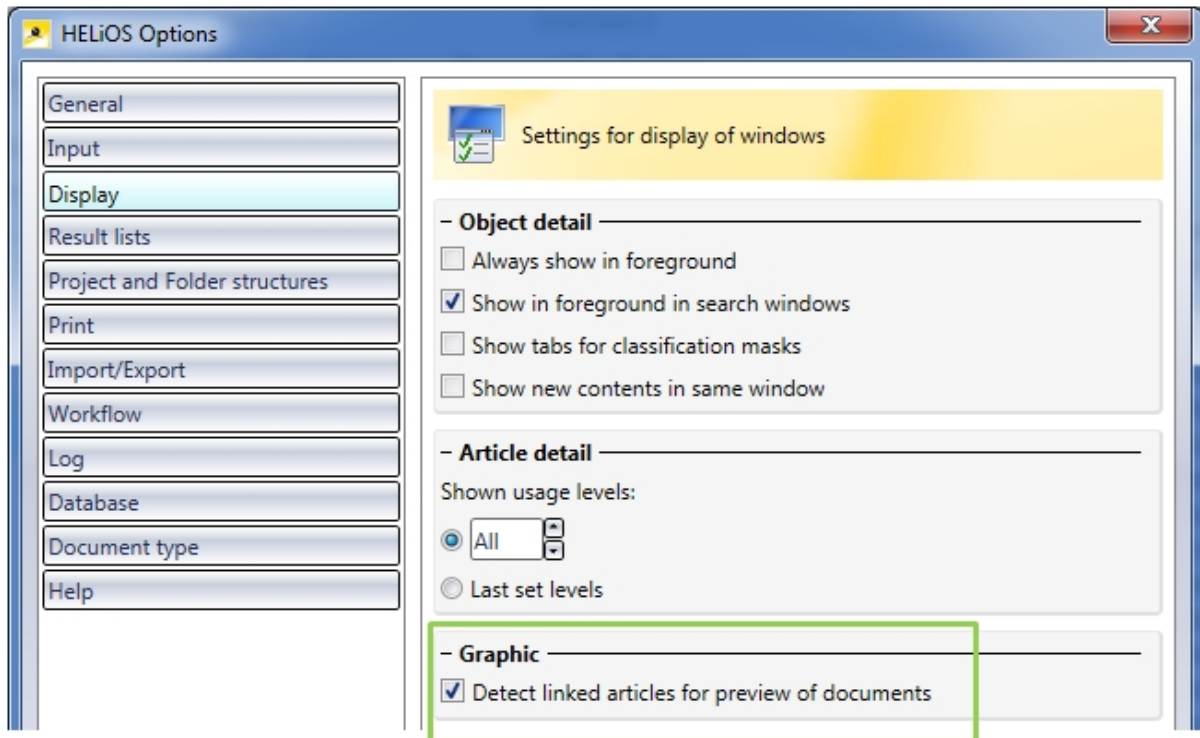 HELiOS Options
General
Input
Display
Result lists
Project and Folder structures
Print
Import/Export
Workflow
Log
Database
Document type
Help
Settings for display of windows
– Object detail
Always show in foreground
Show in foreground in search windows
Show tabs for classification masks
Show new contents in same window
– Article detail
Shown usage levels:
All
Last set levels
– Graphic
Detect linked articles for preview of documents